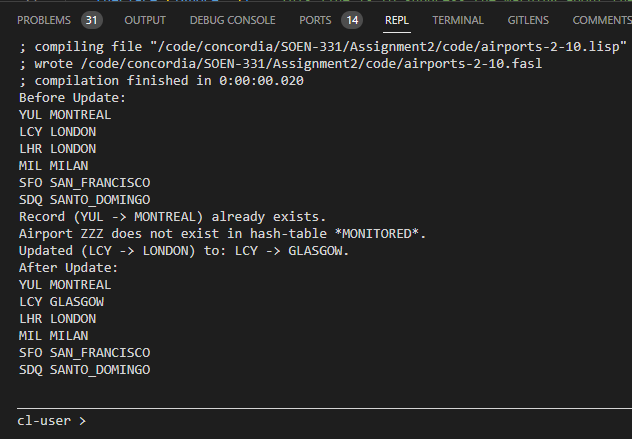 PROBLEMS 31 OUTPUT DEBUG CONSOLE PORTS 14 REPL TERMINAL GITLENS COMMENTS
; compiling file "/code/concordia/SOEN-331/Assignment2/code/airports-2-10.lisp"
; wrote /code/concordia/SOEN-331/Assignment2/code/airports-2-10.fasl
; compilation finished in 0:00:00.020
Before Update:
YUL MONTREAL
LCY LONDON
LHR LONDON
MIL MILAN
SFO SAN_FRANCISCO
SDQ SANTO_DOMINGO
Record (YUL -> MONTREAL) already exists.
Airport ZZZ does not exist in hash-table *MONITORED*.
Updated (LCY -> LONDON) to: LCY -> GLASGOW.
After Update:
YUL MONTREAL
LCY GLASGOW
LHR LONDON
MIL MILAN
SFO SAN_FRANCISCO
SDQ SANTO_DOMINGO
cl-user >